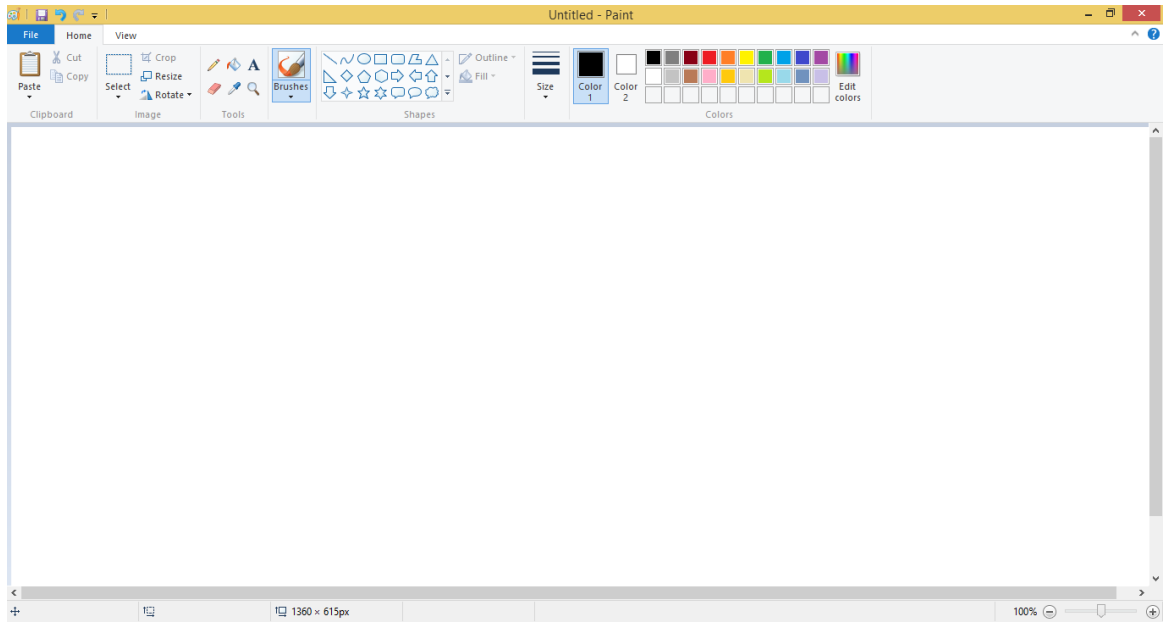 Untitled - Paint
File Home View
Paste
Cut
Copy
Clipboard
Select
Crop
Resize
Rotate
Image
A
Tools
Brushes
Outline
Fill
Shapes
Size
Color 1
Color 2
Edit colors
Colors
1360 × 615px
100%